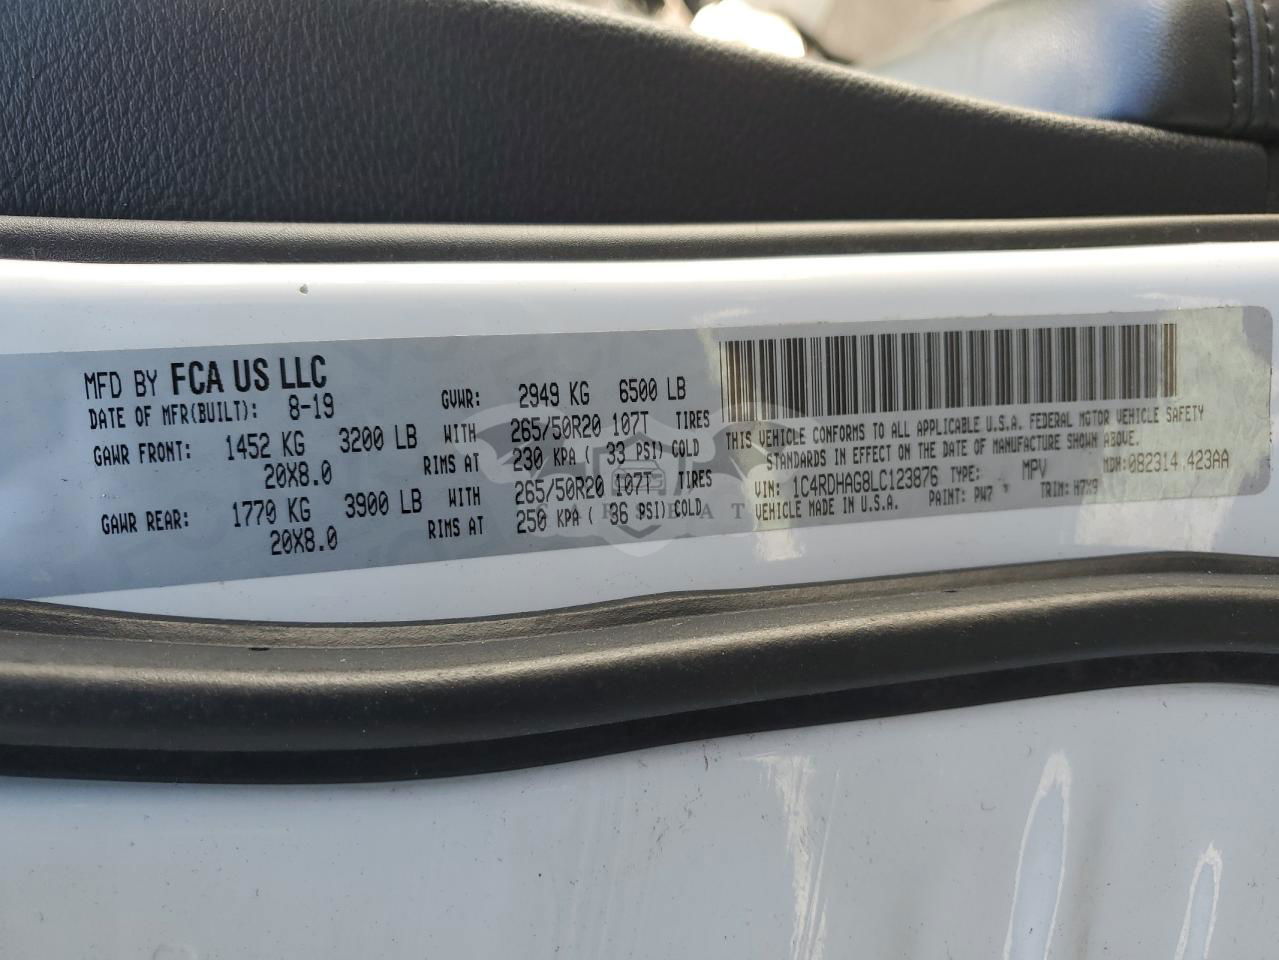 MFD BY FCA US LLC
DATE OF MFR(BUILT): 8-19 GVWR: 2949 KG 6500 LB
GAWR FRONT: 1452 KG 3200 LB WITH 265/50R20 107T TIRES
20X8.0 RIMS AT 230 KPA ( 33 PSI) COLD
GAWR REAR: 1770 KG 3900 LB WITH 265/50R20 107T TIRES
20X8.0 RIMS AT 250 KPA ( 36 PSI) COLD
THIS VEHICLE CONFORMS TO ALL APPLICABLE U.S.A. FEDERAL MOTOR VEHICLE SAFETY
STANDARDS IN EFFECT ON THE DATE OF MANUFACTURE SHOWN ABOVE.
VIN: 1C4RDHAG8LC123876 TYPE: MPV MDH:082314 423AA
VEHICLE MADE IN U.S.A. PAINT: PW7 * TRIM: H7X9